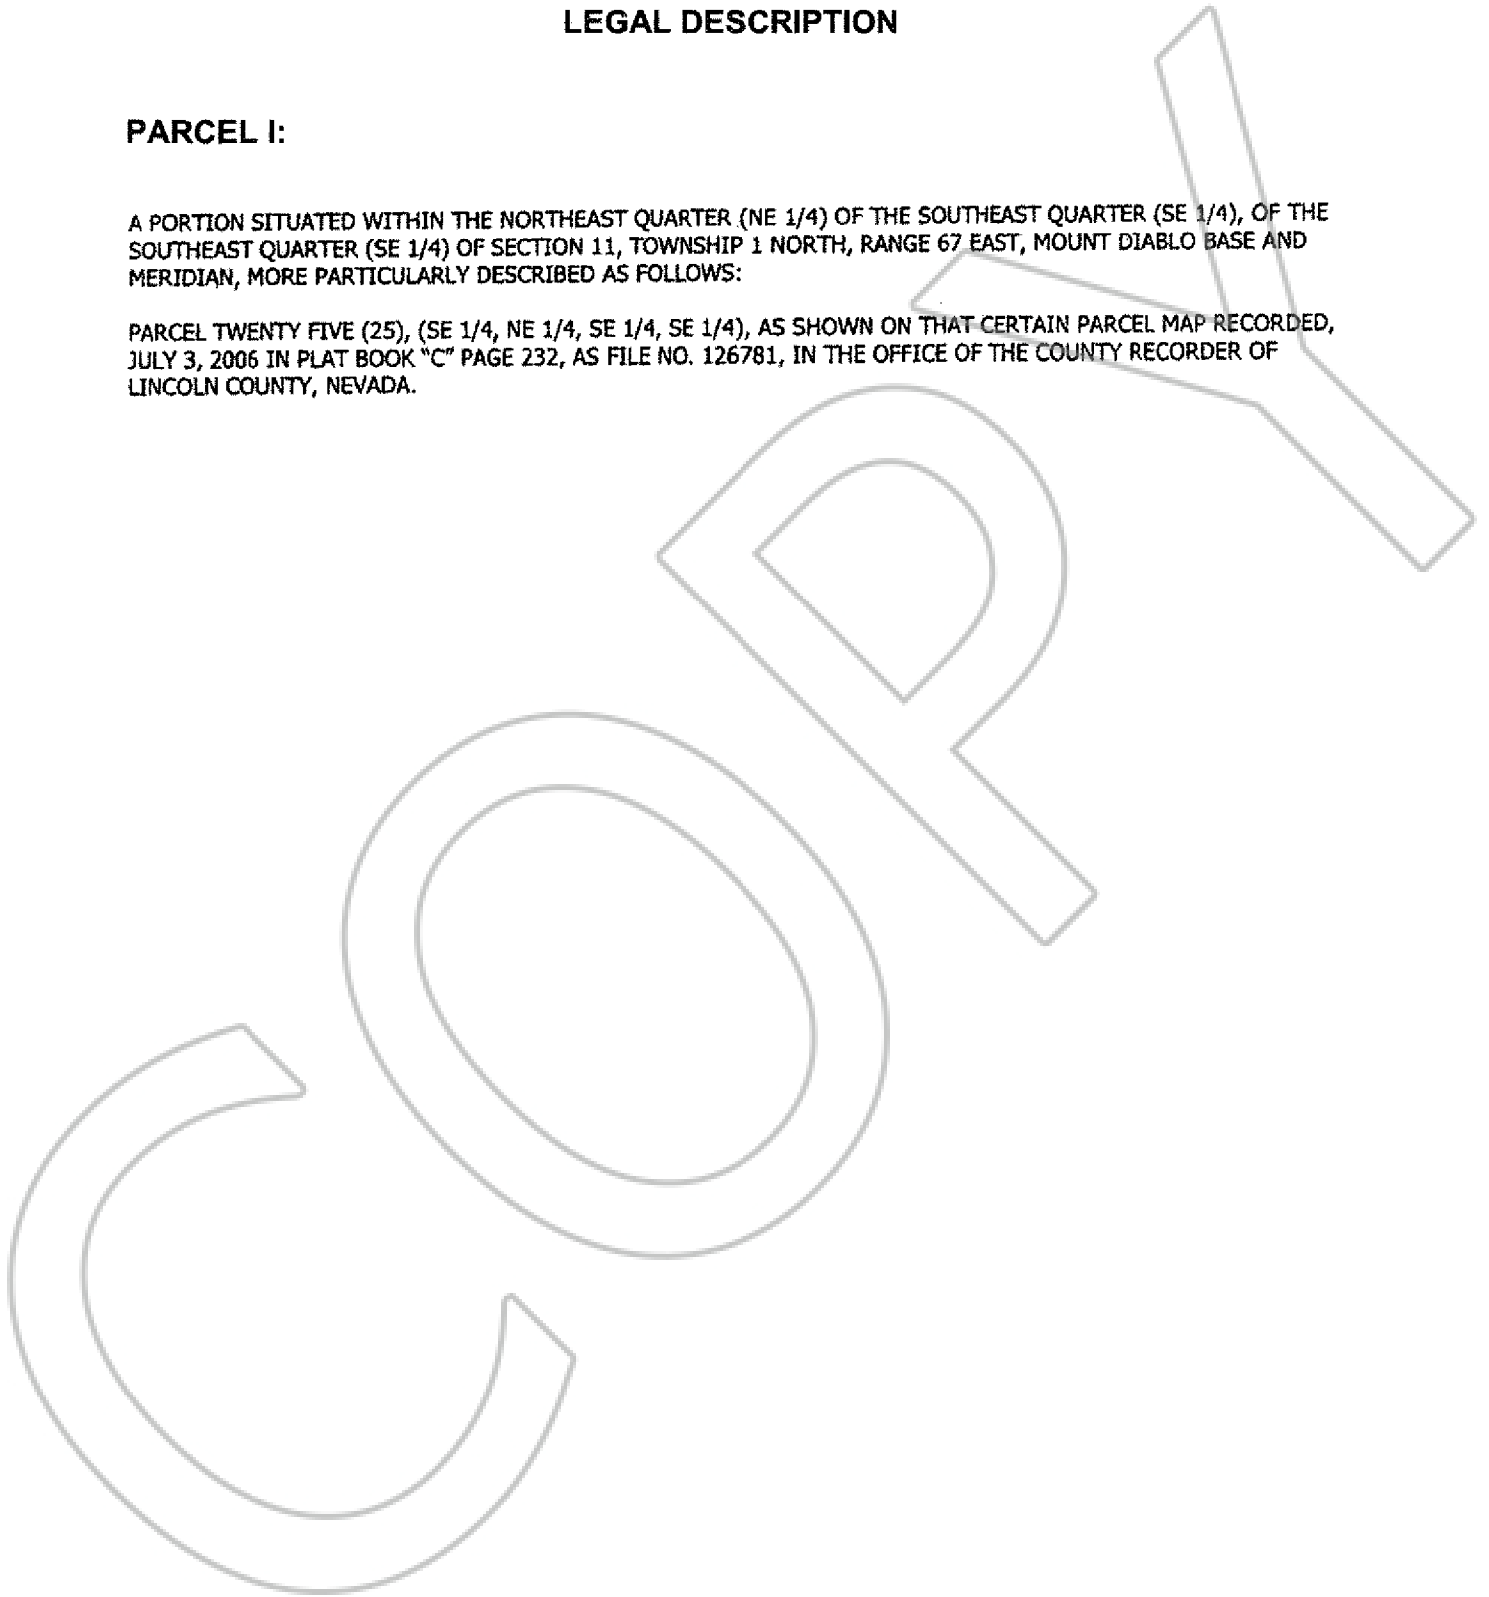 LEGAL DESCRIPTION
PARCEL I:
A PORTION SITUATED WITHIN THE NORTHEAST QUARTER (NE 1/4) OF THE SOUTHEAST QUARTER (SE 1/4), OF THE
SOUTHEAST QUARTER (SE 1/4) OF SECTION 11, TOWNSHIP 1 NORTH, RANGE 67 EAST, MOUNT DIABLO BASE AND
MERIDIAN, MORE PARTICULARLY DESCRIBED AS FOLLOWS:
PARCEL TWENTY FIVE (25), (SE 1/4, NE 1/4, SE 1/4, SE 1/4), AS SHOWN ON THAT CERTAIN PARCEL MAP RECORDED,
JULY 3, 2006 IN PLAT BOOK "C" PAGE 232, AS FILE NO. 126781, IN THE OFFICE OF THE COUNTY RECORDER OF
LINCOLN COUNTY, NEVADA.
COPY